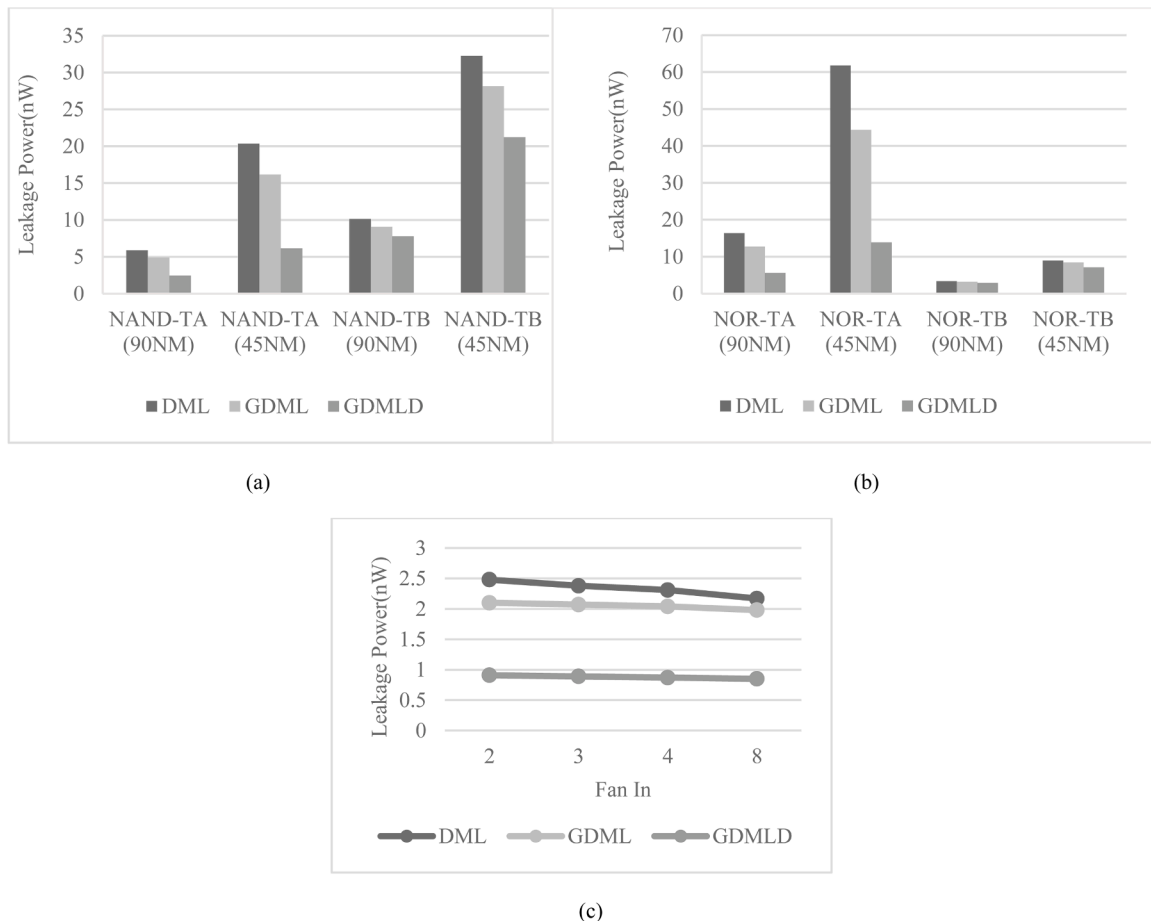 35
30
25
20
15
10
5
0
Leakage Power(nW)
NAND-TA NAND-TA NAND-TB NAND-TB
(90NM) (45NM) (90NM) (45NM)
DML GDML GDMLD
(a)
70
60
50
40
30
20
10
0
Leakage Power(nW)
NOR-TA NOR-TA NOR-TB NOR-TB
(90NM) (45NM) (90NM) (45NM)
DML GDML GDMLD
(b)
3
2.5
2
1.5
1
0.5
0
Leakage Power(nW)
2 3 4 8
Fan In
DML GDML GDMLD
(c)